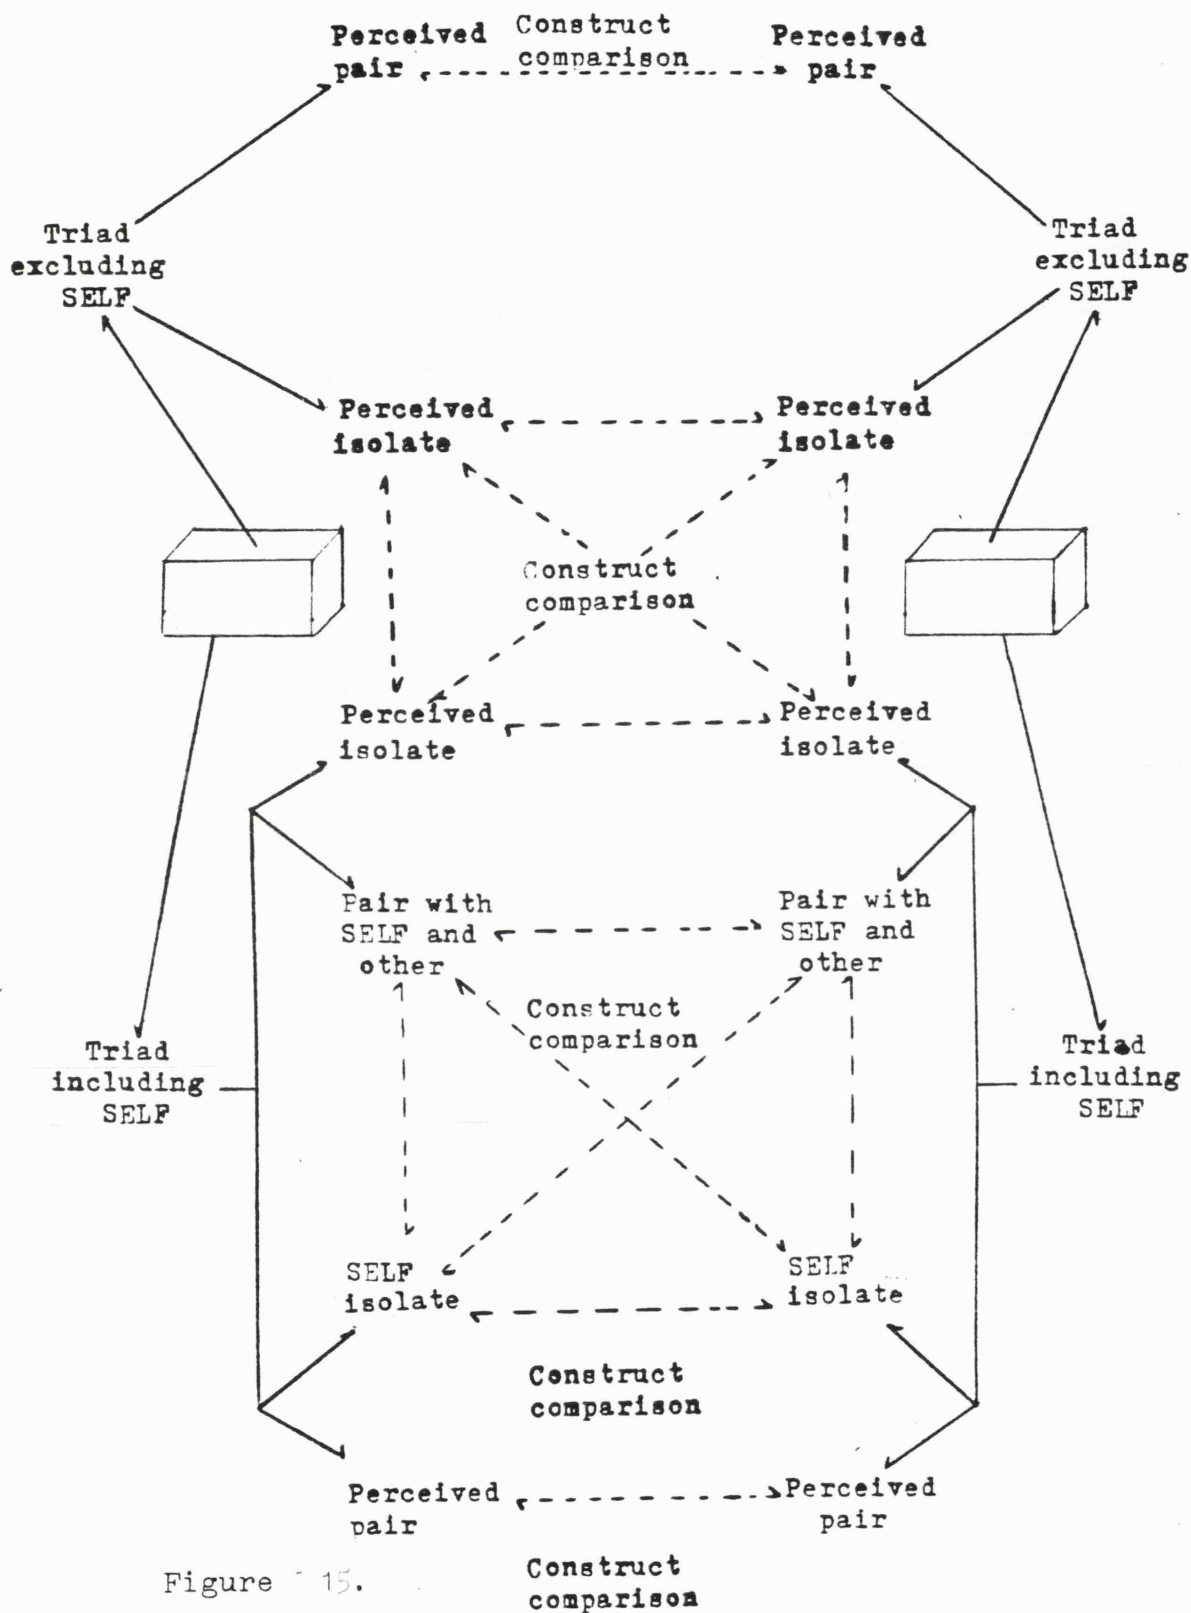 Perceived Construct Perceived
pair comparison pair
Triad Triad
excluding excluding
SELF SELF
Perceived Perceived
isolate isolate
Construct
comparison
Perceived Perceived
isolate isolate
Pair with Pair with
SELF and SELF and
other other
Construct
comparison
Triad Triad
including including
SELF SELF
SELF SELF
isolate isolate
Construct
comparison
Perceived Perceived
pair pair
Construct
comparison
Figure 15.